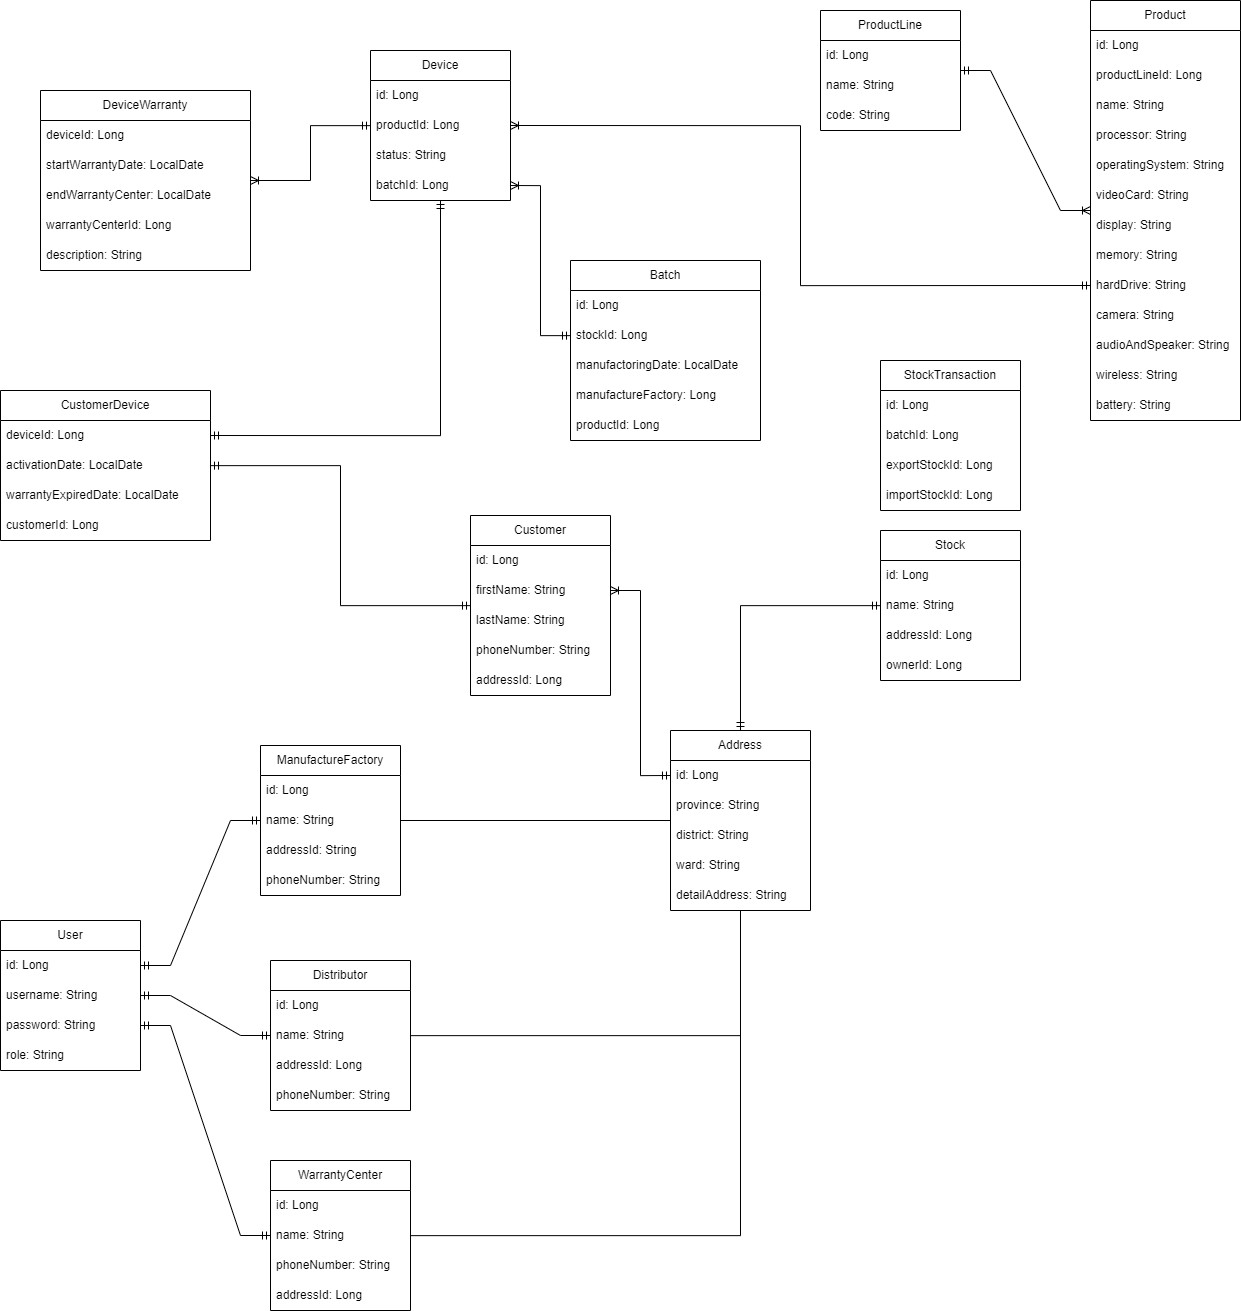 Product
id: Long
productLineId: Long
name: String
processor: String
operatingSystem: String
videoCard: String
display: String
memory: String
hardDrive: String
camera: String
audioAndSpeaker: String
wireless: String
battery: String
ProductLine
id: Long
name: String
code: String
Device
id: Long
productId: Long
status: String
batchId: Long
DeviceWarranty
deviceId: Long
startWarrantyDate: LocalDate
endWarrantyCenter: LocalDate
warrantyCenterId: Long
description: String
Batch
id: Long
stockId: Long
manufactoringDate: LocalDate
manufactureFactory: Long
productId: Long
StockTransaction
id: Long
batchId: Long
exportStockId: Long
importStockId: Long
CustomerDevice
deviceId: Long
activationDate: LocalDate
warrantyExpiredDate: LocalDate
customerId: Long
Customer
id: Long
firstName: String
lastName: String
phoneNumber: String
addressId: Long
Stock
id: Long
name: String
addressId: Long
ownerId: Long
Address
id: Long
province: String
district: String
ward: String
detailAddress: String
ManufactureFactory
id: Long
name: String
addressId: String
phoneNumber: String
User
id: Long
username: String
password: String
role: String
Distributor
id: Long
name: String
addressId: Long
phoneNumber: String
WarrantyCenter
id: Long
name: String
phoneNumber: String
addressId: Long